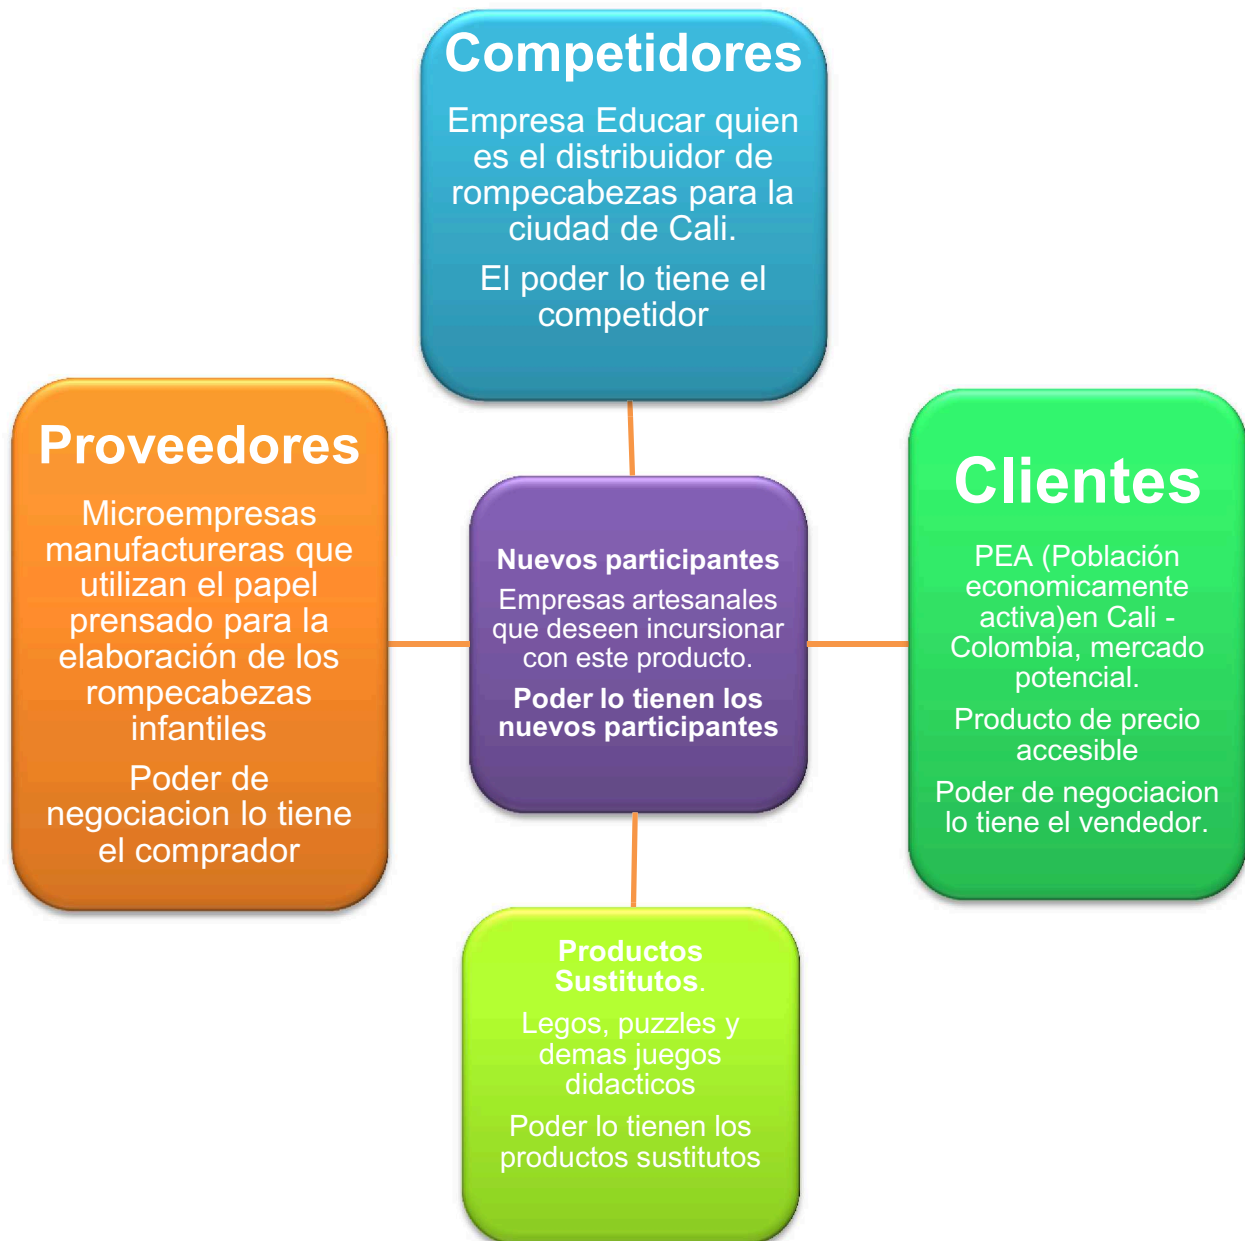 Competidores
Empresa Educar quien
es el distribuidor de
rompecabezas para la
ciudad de Cali.
El poder lo tiene el
competidor
Proveedores
Microempresas
manufactureras que
utilizan el papel
prensado para la
elaboración de los
rompecabezas
infantiles
Poder de
negociacion lo tiene
el comprador
Nuevos participantes
Empresas artesanales
que deseen incursionar
con este producto.
Poder lo tienen los
nuevos participantes
Clientes
PEA (Población
economicamente
activa)en Cali -
Colombia, mercado
potencial.
Producto de precio
accesible
Poder de negociacion
lo tiene el vendedor.
Productos
Sustitutos.
Legos, puzzles y
demas juegos
didacticos
Poder lo tienen los
productos sustitutos